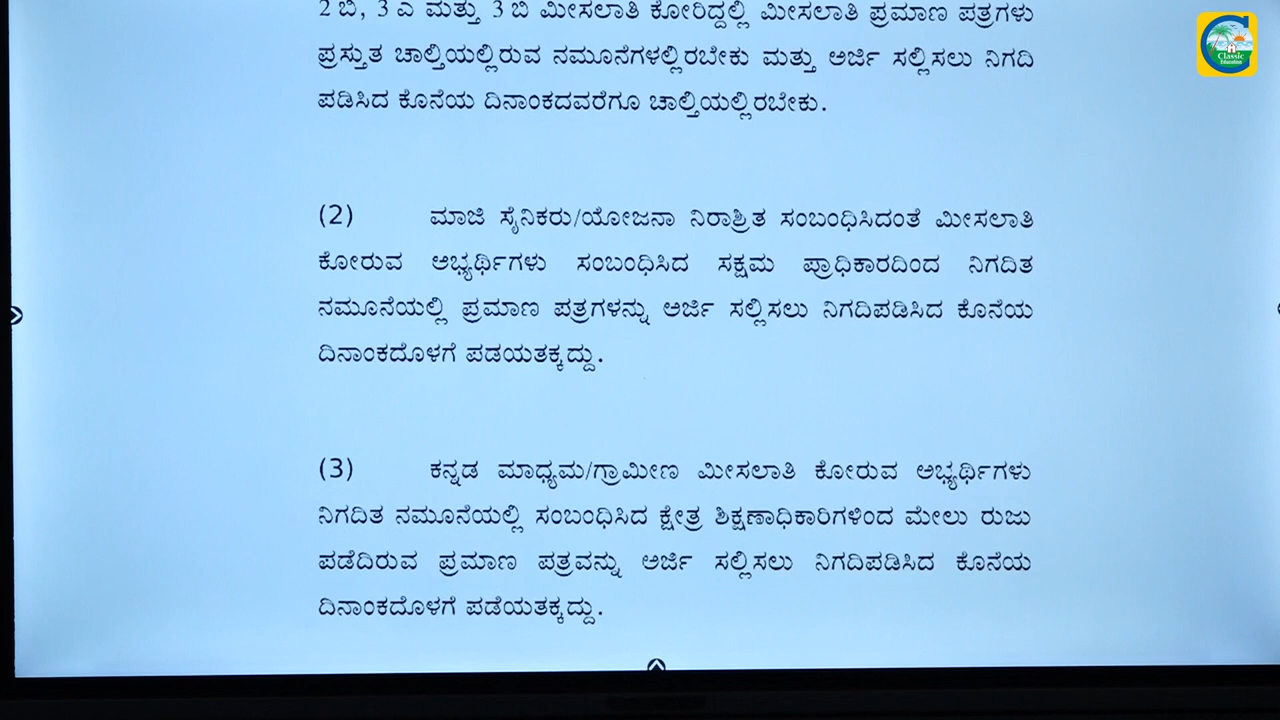 2 ಬಿ, 3 ಎ ಮತ್ತು 3 ಬಿ ಮೀಸಲಾತಿ ಕೋರಿದ್ದಲ್ಲಿ ಮೀಸಲಾತಿ ಪ್ರಮಾಣ ಪತ್ರಗಳು
ಪ್ರಸ್ತುತ ಚಾಲ್ತಿಯಲ್ಲಿರುವ ನಮೂನೆಗಳಲ್ಲಿರಬೇಕು ಮತ್ತು ಅರ್ಜಿ ಸಲ್ಲಿಸಲು ನಿಗದಿ
ಪಡಿಸಿದ ಕೊನೆಯ ದಿನಾಂಕದವರೆಗೂ ಚಾಲ್ತಿಯಲ್ಲಿರಬೇಕು.
(2) ಮಾಜಿ ಸೈನಿಕರು/ಯೋಜನಾ ನಿರಾಶ್ರಿತ ಸಂಬಂಧಿಸಿದಂತೆ ಮೀಸಲಾತಿ
ಕೋರುವ ಅಭ್ಯರ್ಥಿಗಳು ಸಂಬಂಧಿಸಿದ ಸಕ್ಷಮ ಪ್ರಾಧಿಕಾರದಿಂದ ನಿಗದಿತ
ನಮೂನೆಯಲ್ಲಿ ಪ್ರಮಾಣ ಪತ್ರಗಳನ್ನು ಅರ್ಜಿ ಸಲ್ಲಿಸಲು ನಿಗದಿಪಡಿಸಿದ ಕೊನೆಯ
ದಿನಾಂಕದೊಳಗೆ ಪಡಯತಕ್ಕದ್ದು.
(3) ಕನ್ನಡ ಮಾಧ್ಯಮ/ಗ್ರಾಮೀಣ ಮೀಸಲಾತಿ ಕೋರುವ ಅಭ್ಯರ್ಥಿಗಳು
ನಿಗದಿತ ನಮೂನೆಯಲ್ಲಿ ಸಂಬಂಧಿಸಿದ ಕ್ಷೇತ್ರ ಶಿಕ್ಷಣಾಧಿಕಾರಿಗಳಿಂದ ಮೇಲು ರುಜು
ಪಡೆದಿರುವ ಪ್ರಮಾಣ ಪತ್ರವನ್ನು ಅರ್ಜಿ ಸಲ್ಲಿಸಲು ನಿಗದಿಪಡಿಸಿದ ಕೊನೆಯ
ದಿನಾಂಕದೊಳಗೆ ಪಡೆಯತಕ್ಕದ್ದು.
Classic
Education